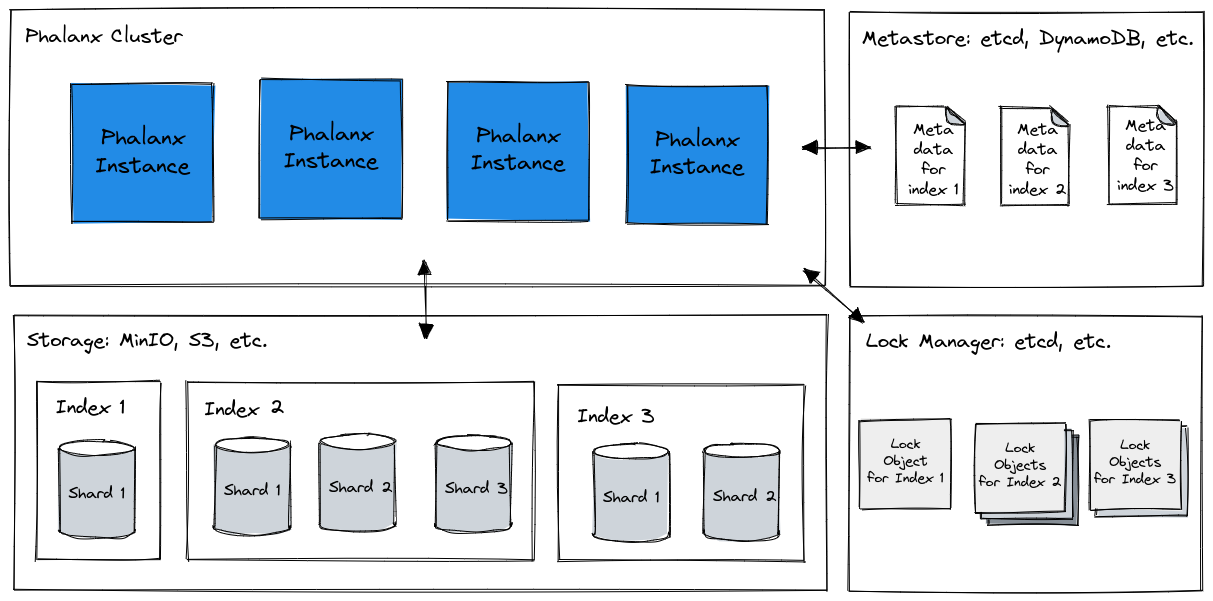 Phalanx Cluster
Phalanx
Instance
Phalanx
Instance
Phalanx
Instance
Phalanx
Instance
Metastore: etcd, DynamoDB, etc.
Meta
data
for
index 1
Meta
data
for
index 2
Meta
data
for
index 3
Storage: MinIO, S3, etc.
Index 1
Shard 1
Index 2
Shard 1
Shard 2
Shard 3
Index 3
Shard 1
Shard 2
Lock Manager: etcd, etc.
Lock
Object
for Index 1
Lock
Objects
for Index 2
Lock
Objects
for Index 3